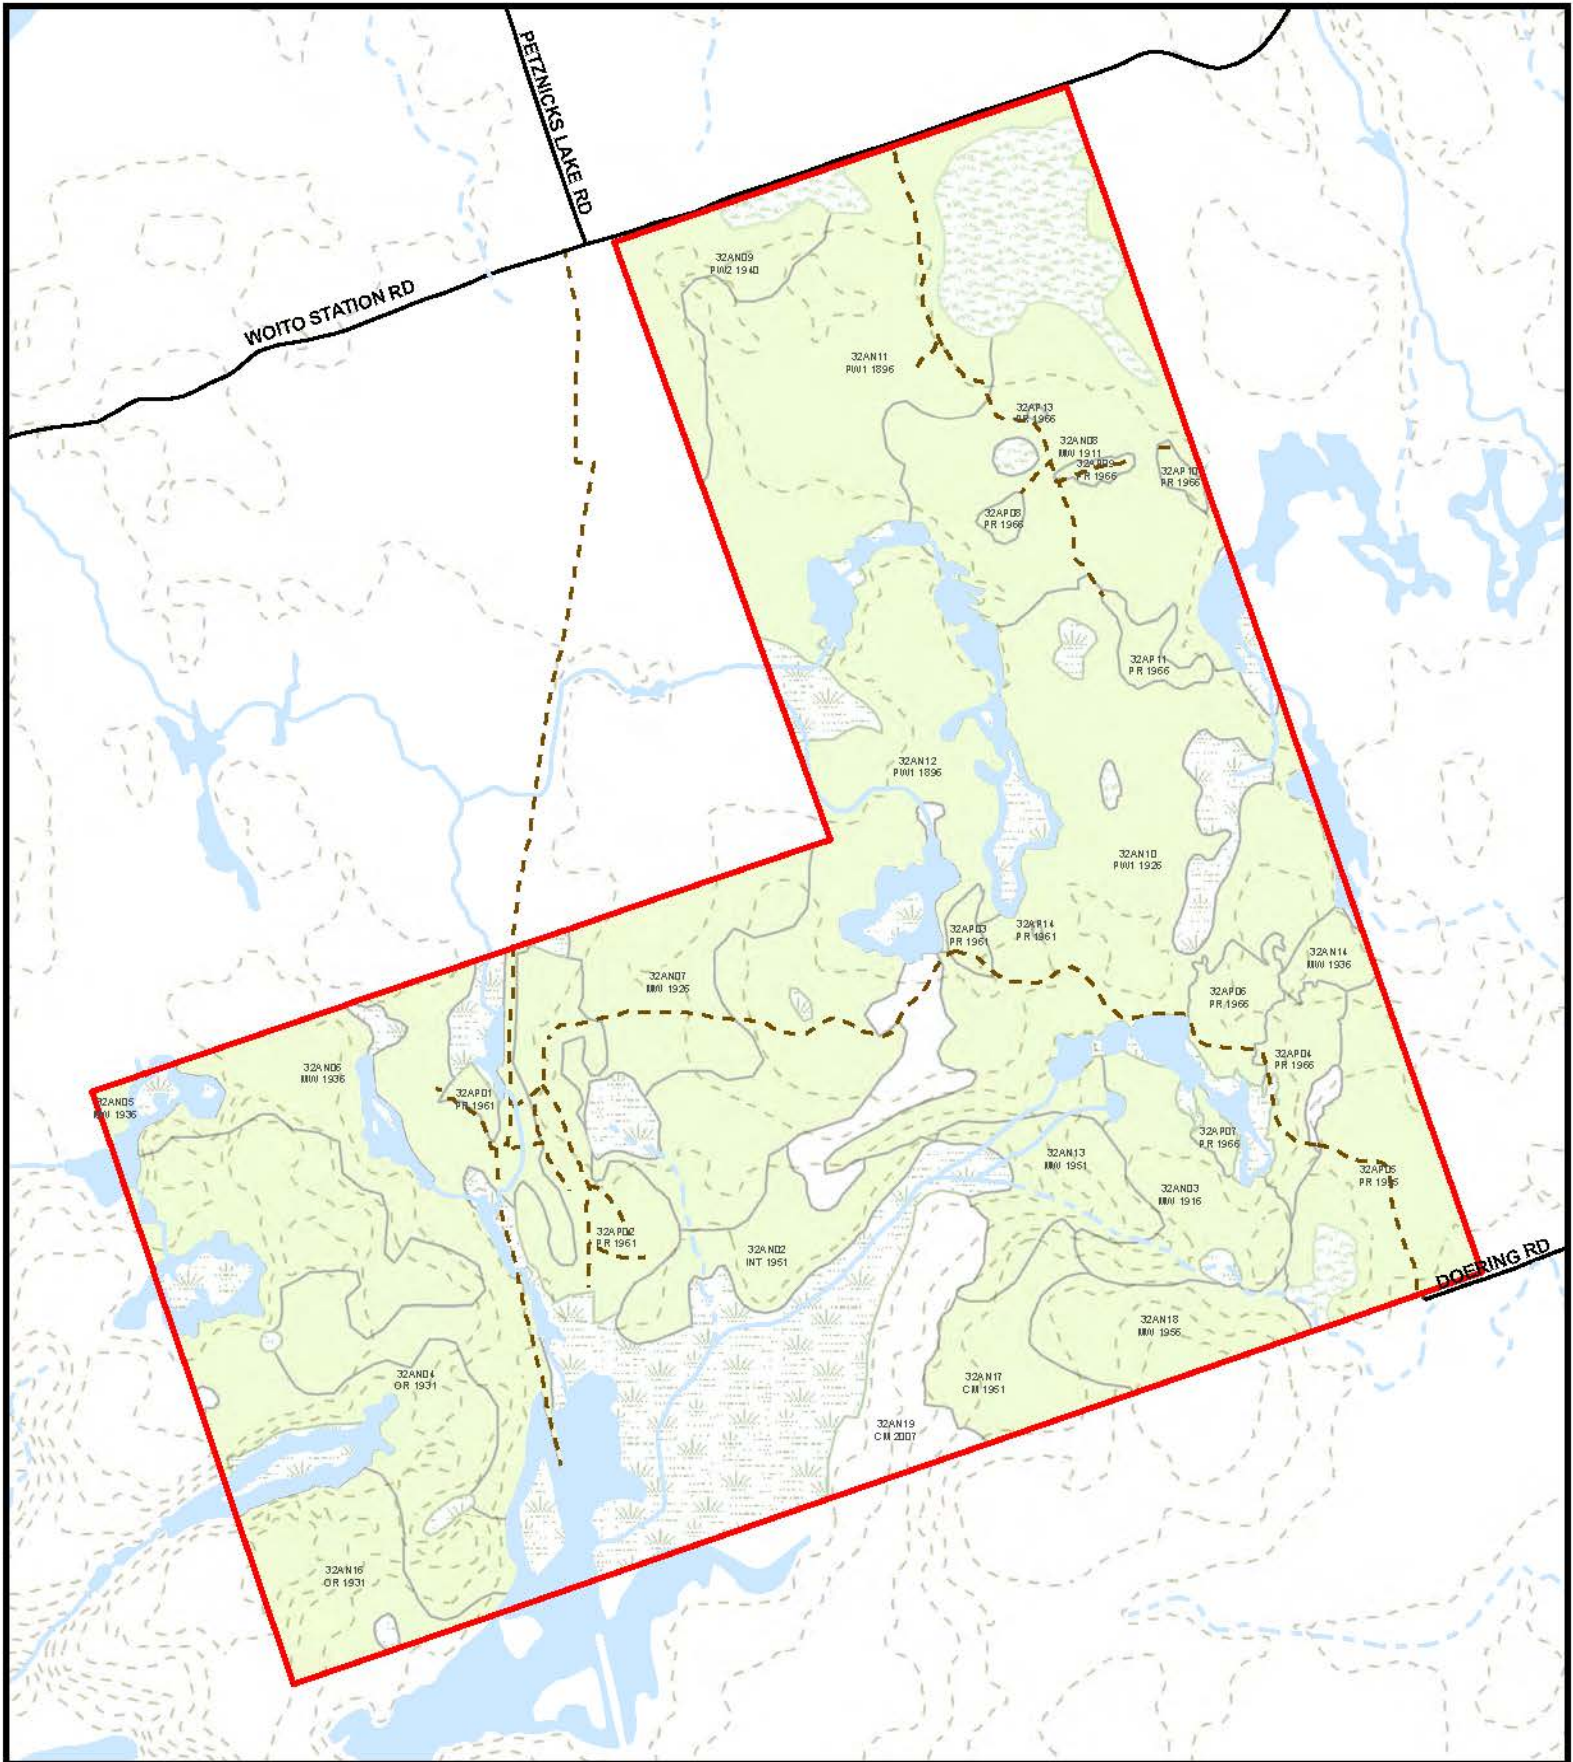 PETZNICKS LAKE RD
WOITO STATION RD
32AN09
PW2 1940
32AN11
PW1 1896
32AP13
PR 1966
32AN08
MW 1911
32AP09
PR 1966
32AP10
PR 1966
32AP08
PR 1966
32AP11
PR 1966
32AN12
PW1 1896
32AN10
PW1 1926
32AP03
PR 1961
32AP14
PR 1961
32AN14
MW 1936
32AN07
MW 1926
32AP06
PR 1966
32AP04
PR 1966
32AN06
MW 1936
32AN05
MW 1936
32AP01
PR 1961
32AP07
PR 1966
32AN13
MW 1951
32AN03
MW 1916
32AP05
PR
32AP02
PR 1961
32AN02
INT 1951
DOERING RD
32AN18
MW 1956
32AN04
OR 1931
32AN17
CM 1951
32AN19
CM 2007
32AN16
OR 1931